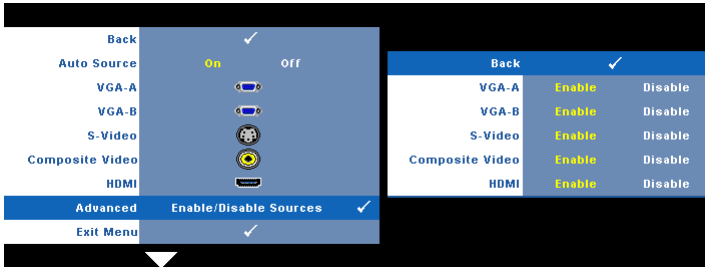 Back
Auto Source On Off
VGA-A
VGA-B
S-Video
Composite Video
HDMI
Advanced Enable/Disable Sources
Exit Menu
Back
VGA-A Enable Disable
VGA-B Enable Disable
S-Video Enable Disable
Composite Video Enable Disable
HDMI Enable Disable